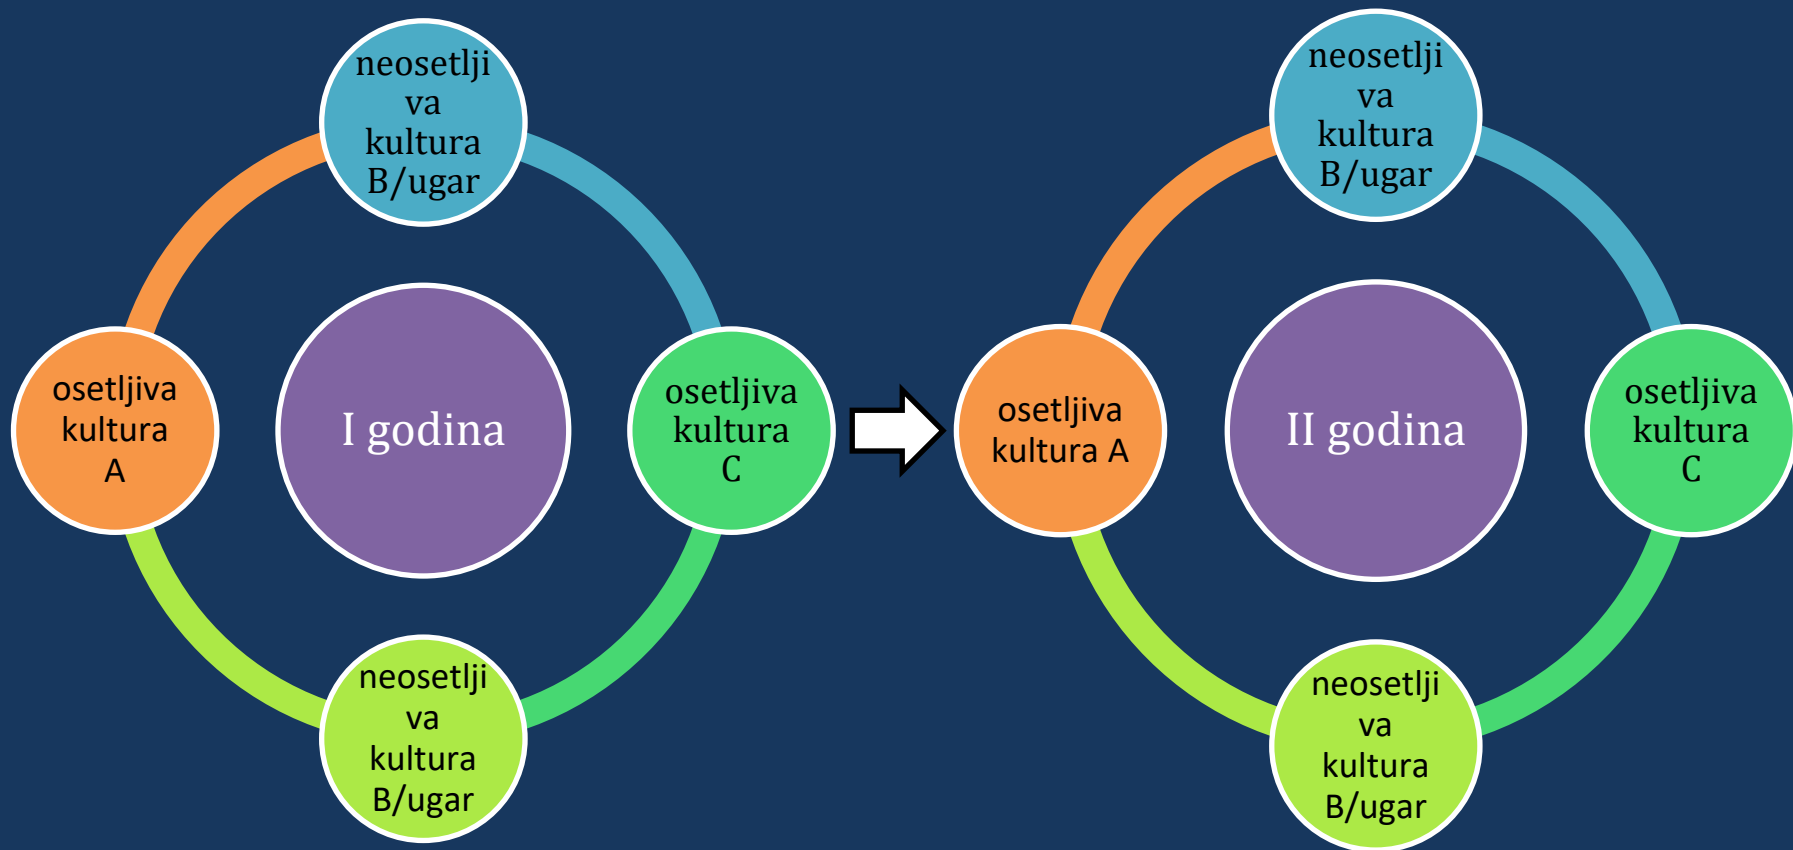 neosetlji
va
kultura
B/ugar
osetljiva
kultura
A
I godina
osetljiva
kultura
C
neosetlji
va
kultura
B/ugar
neosetlji
va
kultura
B/ugar
osetljiva
kultura A
II godina
osetljiva
kultura
C
neosetlji
va
kultura
B/ugar